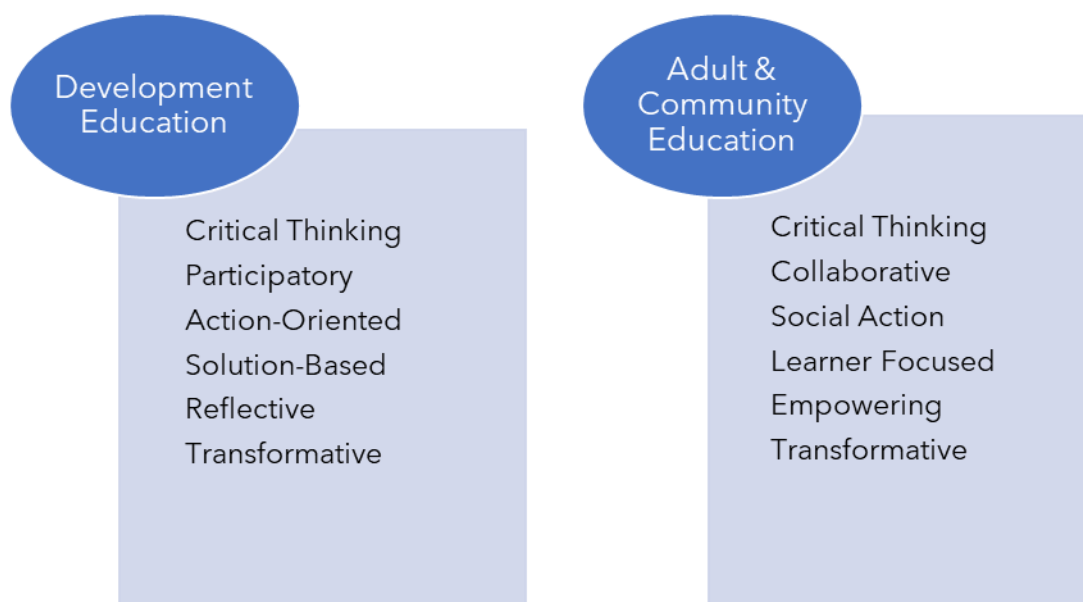 Development
Education
Critical Thinking
Participatory
Action-Oriented
Solution-Based
Reflective
Transformative
Adult &
Community
Education
Critical Thinking
Collaborative
Social Action
Learner Focused
Empowering
Transformative